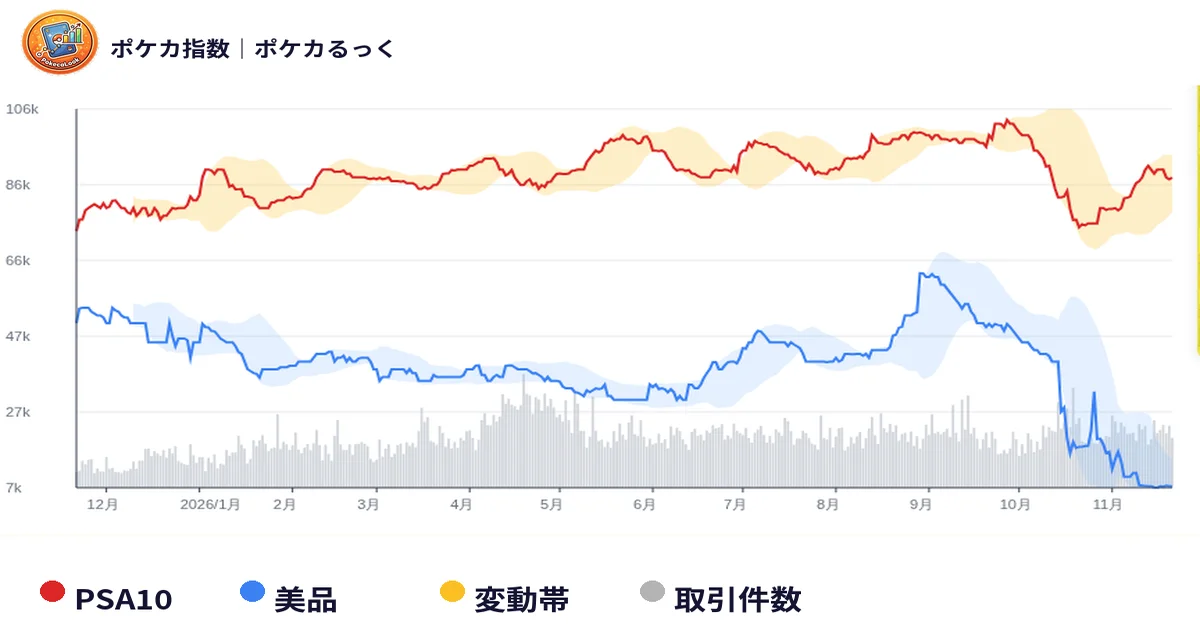 PokecaLook
ポケカ指数｜ポケカるっく
106k
86k
66k
47k
27k
7k
12月 2026/1月 2月 3月 4月 5月 6月 7月 8月 9月 10月 11月
PSA10 美品 変動帯 取引件数